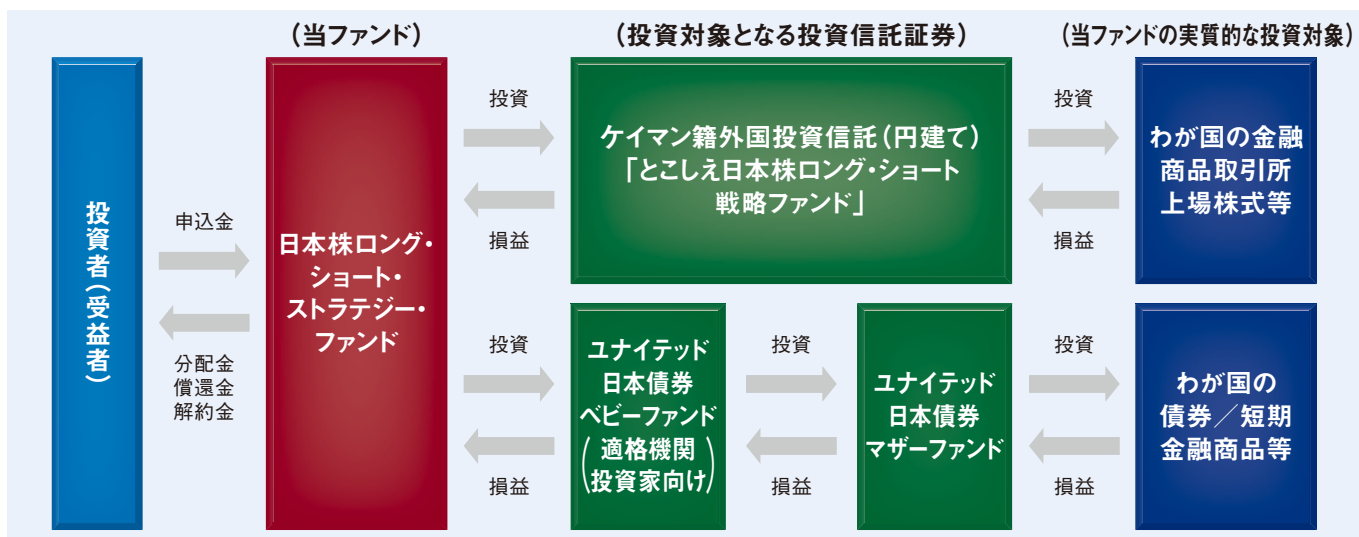 (当ファンド)
(投資対象となる投資信託証券)
(当ファンドの実質的な投資対象)
投資者(受益者)
申込金
分配金
償還金
解約金
日本株ロング・
ショート・
ストラテジー・
ファンド
投資
損益
ケイマン籍外国投資信託(円建て)
「とこしえ日本株ロング・ショート
戦略ファンド」
投資
損益
わが国の金融
商品取引所
上場株式等
投資
損益
ユナイテッド
日本債券
ベビーファンド
(適格機関
投資家向け)
投資
損益
ユナイテッド
日本債券
マザーファンド
投資
損益
わが国の
債券/短期
金融商品等